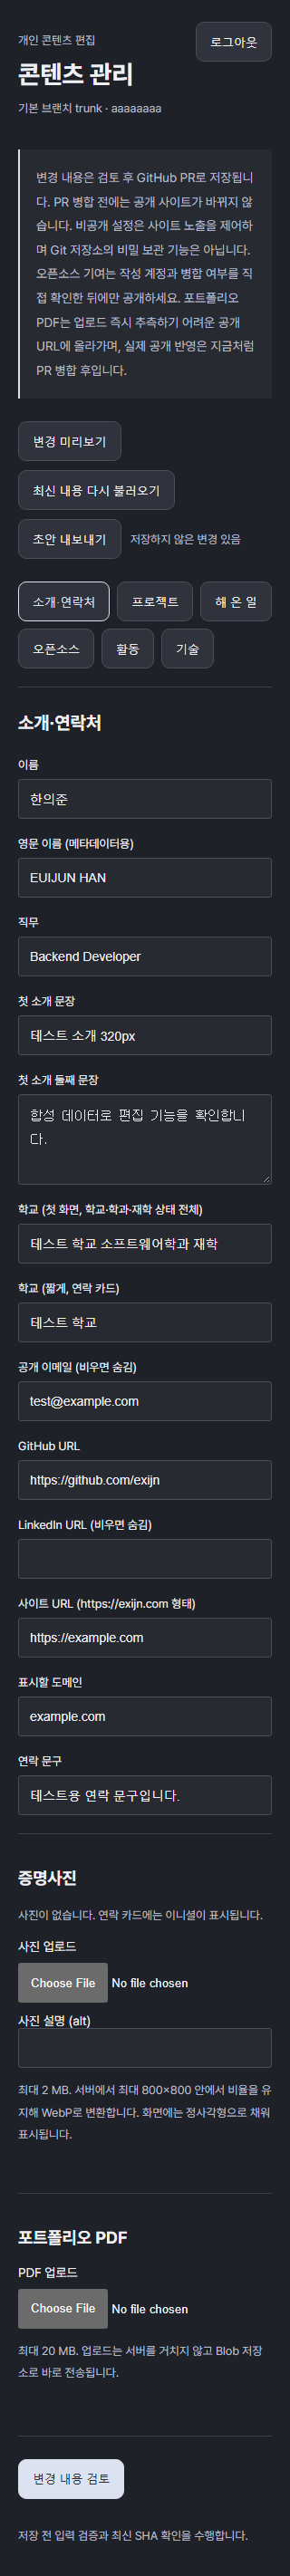 개인 콘텐츠 편집
로그아웃
콘텐츠 관리
기본 브랜치 trunk · aaaaaaaa
변경 내용은 검토 후 GitHub PR로 저장됩니
다. PR 병합 전에는 공개 사이트가 바뀌지 않
습니다. 비공개 설정은 사이트 노출을 제어하
며 Git 저장소의 비밀 보관 기능은 아닙니다.
오픈소스 기여는 작성 계정과 병합 여부를 직
접 확인한 뒤에만 공개하세요. 포트폴리오
PDF는 업로드 즉시 추측하기 어려운 공개
URL에 올라가며, 실제 공개 반영은 지금처럼
PR 병합 후입니다.
변경 미리보기
최신 내용 다시 불러오기
초안 내보내기 저장하지 않은 변경 있음
소개·연락처 프로젝트 해 온 일
오픈소스 활동 기술
소개·연락처
이름
한의준
영문 이름 (메타데이터용)
EUIJUN HAN
직무
Backend Developer
첫 소개 문장
테스트 소개 320px
첫 소개 둘째 문장
합성 데이터로 편집 기능을 확인합니
다.
학교 (첫 화면, 학교·학과·재학 상태 전체)
테스트 학교 소프트웨어학과 재학
학교 (짧게, 연락 카드)
테스트 학교
공개 이메일 (비우면 숨김)
test@example.com
GitHub URL
https://github.com/exijn
LinkedIn URL (비우면 숨김)
사이트 URL (https://exijn.com 형태)
https://example.com
표시할 도메인
example.com
연락 문구
테스트용 연락 문구입니다.
증명사진
사진이 없습니다. 연락 카드에는 이니셜이 표시됩니다.
사진 업로드
Choose File No file chosen
사진 설명 (alt)
최대 2 MB. 서버에서 최대 800×800 안에서 비율을 유
지해 WebP로 변환합니다. 화면에는 정사각형으로 채워
표시됩니다.
포트폴리오 PDF
PDF 업로드
Choose File No file chosen
최대 20 MB. 업로드는 서버를 거치지 않고 Blob 저장
소로 바로 전송됩니다.
변경 내용 검토
저장 전 입력 검증과 최신 SHA 확인을 수행합니다.